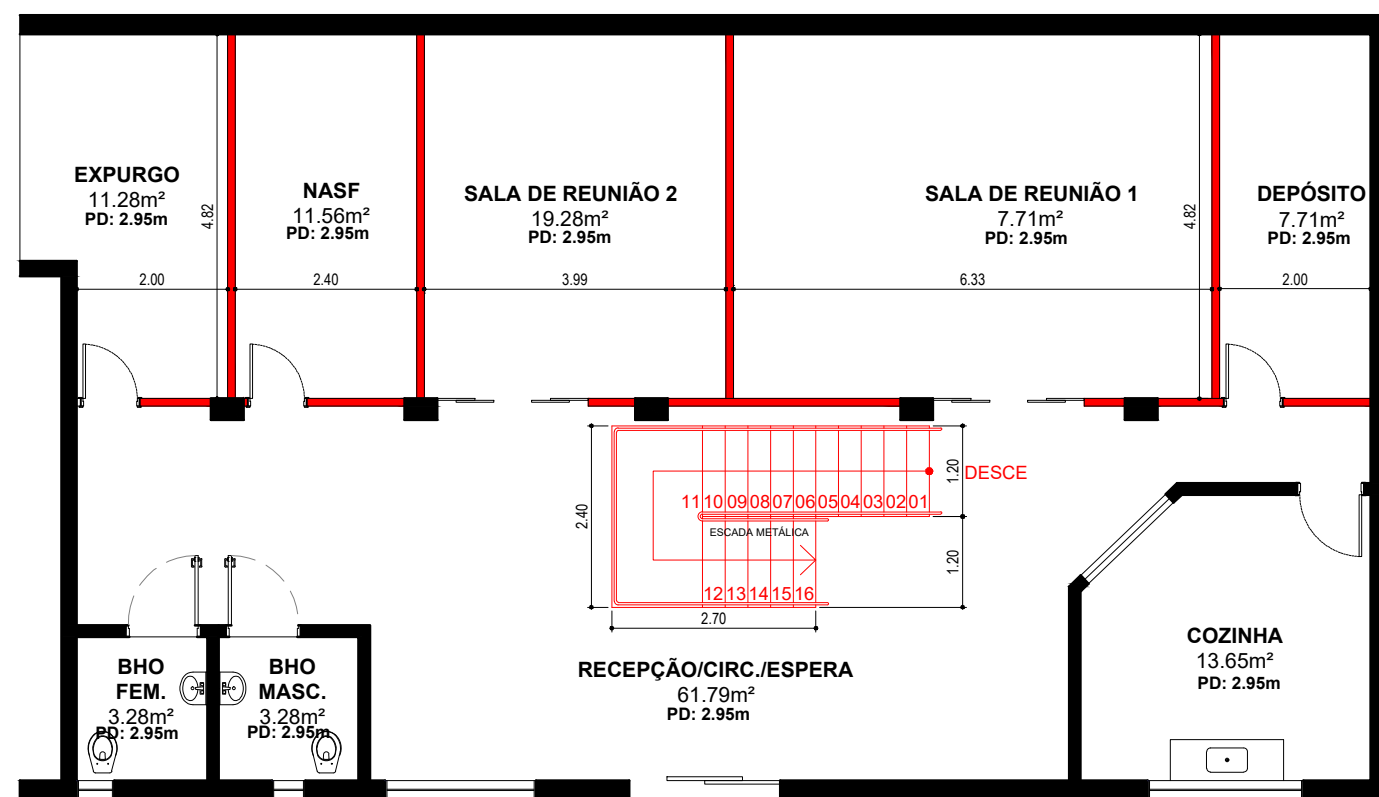 EXPURGO
11.28m²
PD: 2.95m
4.82
2.00
NASF
11.56m²
PD: 2.95m
2.40
SALA DE REUNIÃO 2
19.28m²
PD: 2.95m
3.99
SALA DE REUNIÃO 1
7.71m²
PD: 2.95m
4.82
6.33
DEPÓSITO
7.71m²
PD: 2.95m
2.00
2.40
1.20
DESCE
11 10 09 08 07 06 05 04 03 02 01
ESCADA METÁLICA
1.20
12 13 14 15 16
2.70
RECEPÇÃO/CIRC./ESPERA
61.79m²
PD: 2.95m
BHO
FEM.
3.28m²
PD: 2.95m
BHO
MASC.
3.28m²
PD: 2.95m
COZINHA
13.65m²
PD: 2.95m